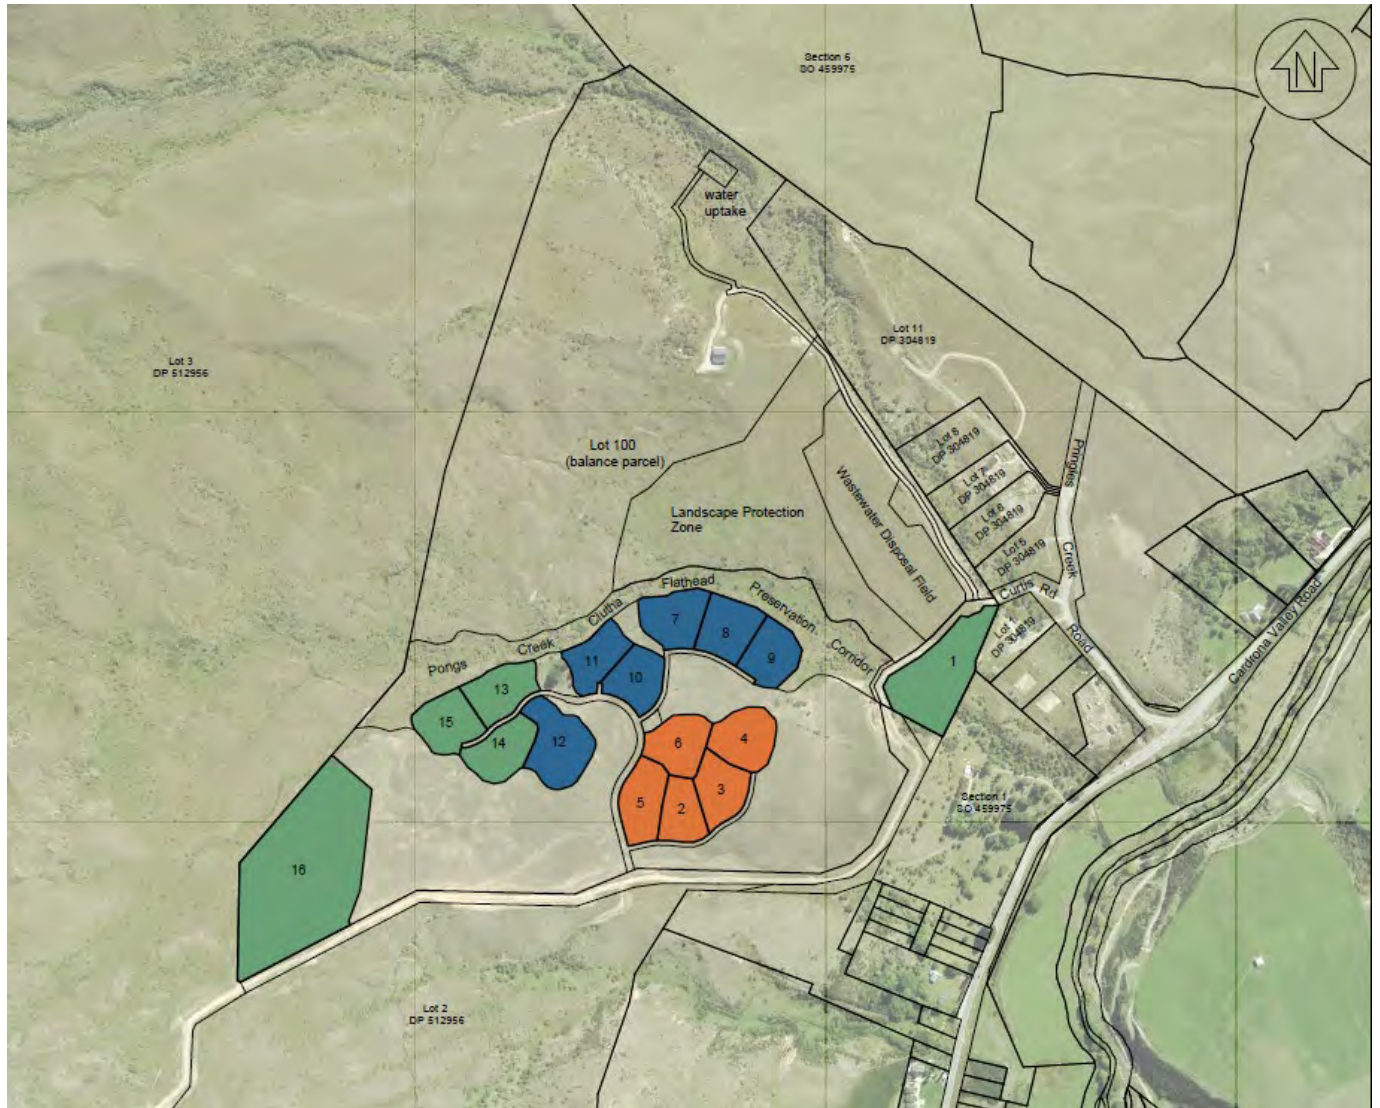 Section 6
SO 459975
N
water
uptake
Lot 11
DP 304819
Lot 3
DP 512956
Lot 100
(balance parcel)
Lot 8
DP 304819
Lot 7
DP 304819
Lot 6
DP 304819
Lot 5
DP 304819
Pringles Creek Road
Landscape Protection
Zone
Wastewater Disposal Field
Curtis Rd
Lot 1
DP 304819
Cardrona Valley Road
Pongs Creek Clutha Flathead Preservation Corridor
7
8
9
11
10
1
13
15
14
12
6
4
5
2
3
16
Section 1
SO 459975
Lot 2
DP 512956